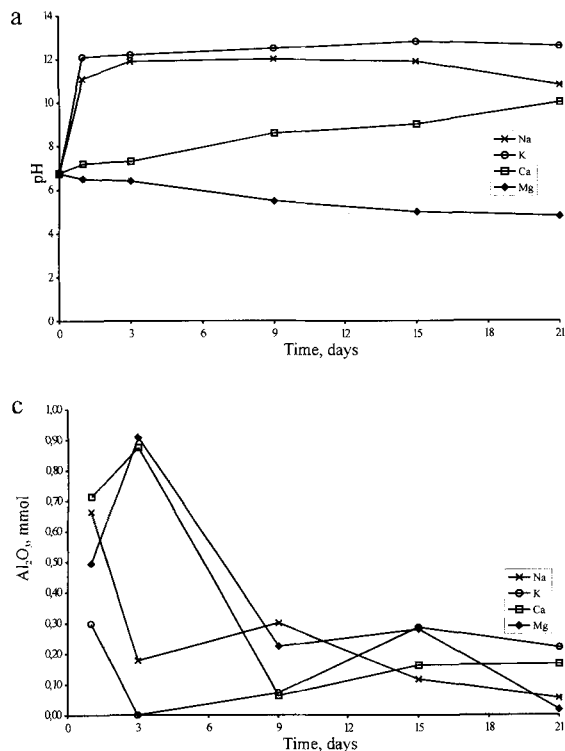 a
14
12
10
8
6
4
2
0
pH
0 3 6 9 12 15 18 21
Time, days
Na
K
Ca
Mg
c
1,00
0,90
0,80
0,70
0,60
0,50
0,40
0,30
0,20
0,10
0,00
Al₂O₃, mmol
0 3 6 9 12 15 18 21
Time, days
Na
K
Ca
Mg